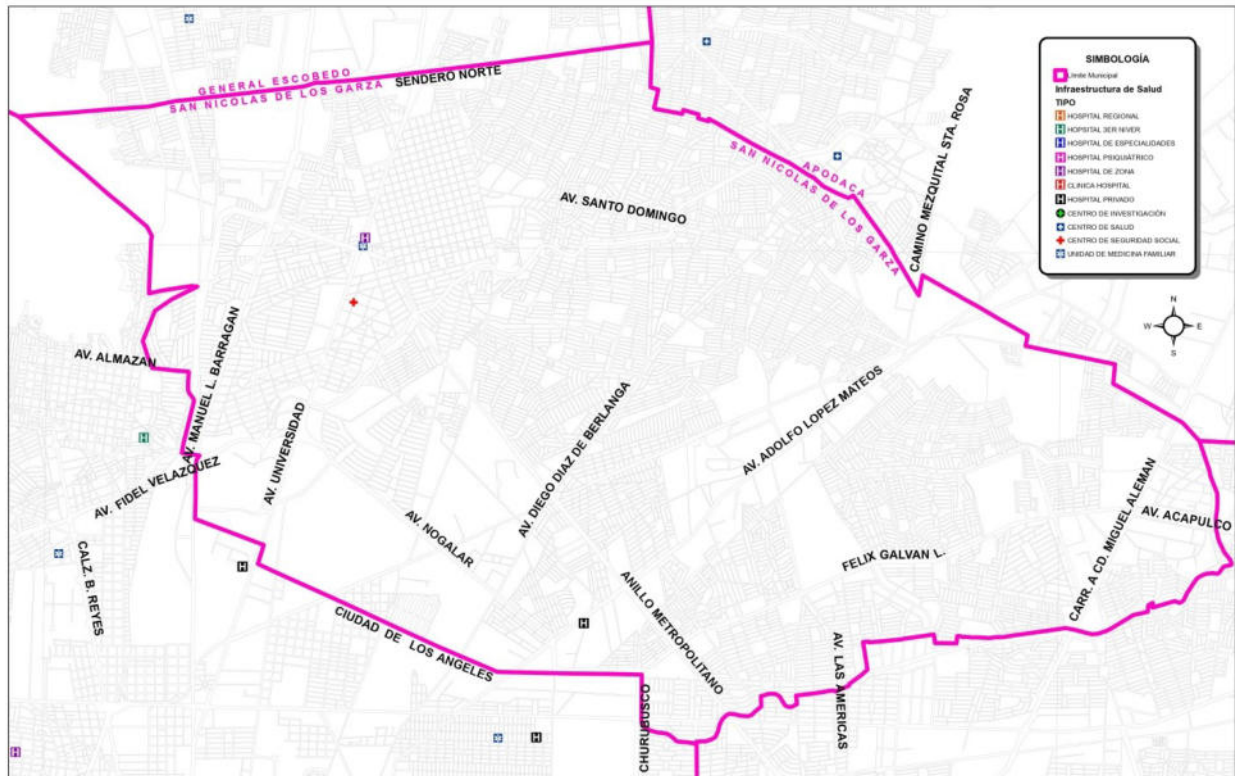 GENERAL ESCOBEDO
SAN NICOLAS DE LOS GARZA
SENDERO NORTE
APODACA
SAN NICOLAS DE LOS GARZA
CAMINO MEZQUITAL STA. ROSA
AV. SANTO DOMINGO
AV. ALMAZAN
AV. MANUEL L. BARRAGAN
AV. UNIVERSIDAD
AV. FIDEL VELAZQUEZ
AV. NOGALAR
AV. DIEGO DIAZ DE BERLANGA
AV. ADOLFO LOPEZ MATEOS
CARR. A CD. MIGUEL ALEMAN
AV. ACAPULCO
FELIX GALVAN L.
CALZ. B. REYES
CIUDAD DE LOS ANGELES
ANILLO METROPOLITANO
CHURUBUSCO
AV. LAS AMERICAS
SIMBOLOGÍA
Límite Municipal
Infraestructura de Salud
TIPO
H HOSPITAL REGIONAL
H HOPSITAL 3ER NIVER
H HOSPITAL DE ESPECIALIDADES
H HOSPITAL PSIQUIÁTRICO
H HOSPITAL DE ZONA
H CLINICA HOSPITAL
H HOSPITAL PRIVADO
CENTRO DE INVESTIGACIÓN
CENTRO DE SALUD
CENTRO DE SEGURIDAD SOCIAL
UNIDAD DE MEDICINA FAMILIAR
N
W E
S